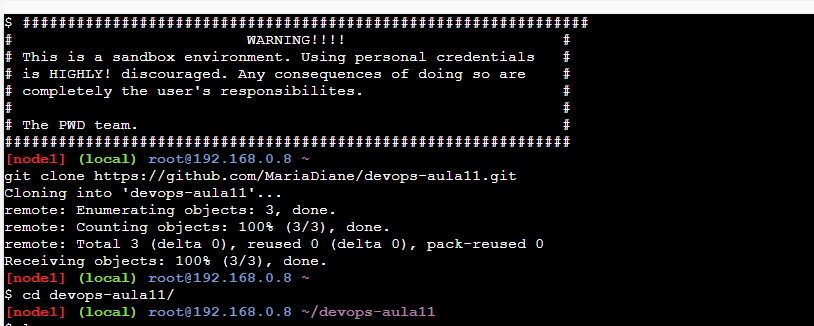 $ ###############################################################
#                          WARNING!!!!                        #
# This is a sandbox environment. Using personal credentials   #
# is HIGHLY! discouraged. Any consequences of doing so are    #
# completely the user's responsibilites.                      #
#                                                             #
# The PWD team.                                               #
###############################################################
[node1] (local) root@192.168.0.8 ~
git clone https://github.com/MariaDiane/devops-aula11.git
Cloning into 'devops-aula11'...
remote: Enumerating objects: 3, done.
remote: Counting objects: 100% (3/3), done.
remote: Total 3 (delta 0), reused 0 (delta 0), pack-reused 0
Receiving objects: 100% (3/3), done.
[node1] (local) root@192.168.0.8 ~
$ cd devops-aula11/
[node1] (local) root@192.168.0.8 ~/devops-aula11